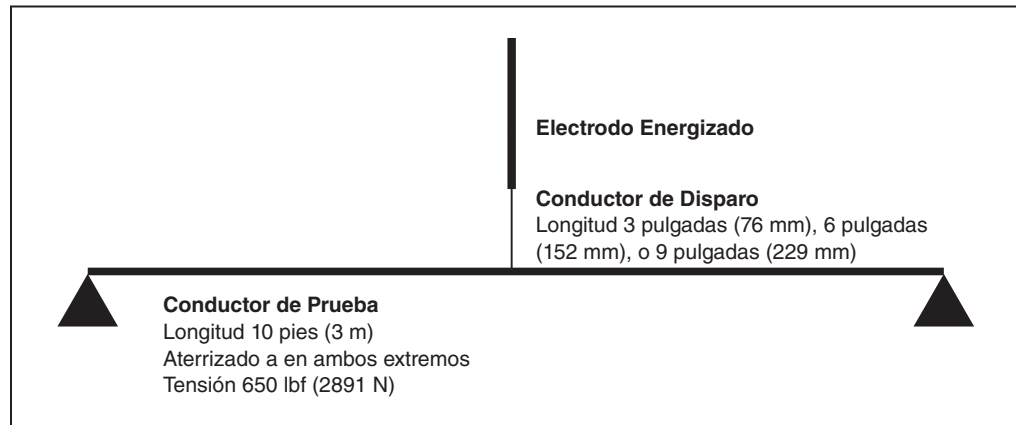 Electrodo Energizado
Conductor de Disparo
Longitud 3 pulgadas (76 mm), 6 pulgadas
(152 mm), o 9 pulgadas (229 mm)
Conductor de Prueba
Longitud 10 pies (3 m)
Aterrizado a en ambos extremos
Tensión 650 lbf (2891 N)